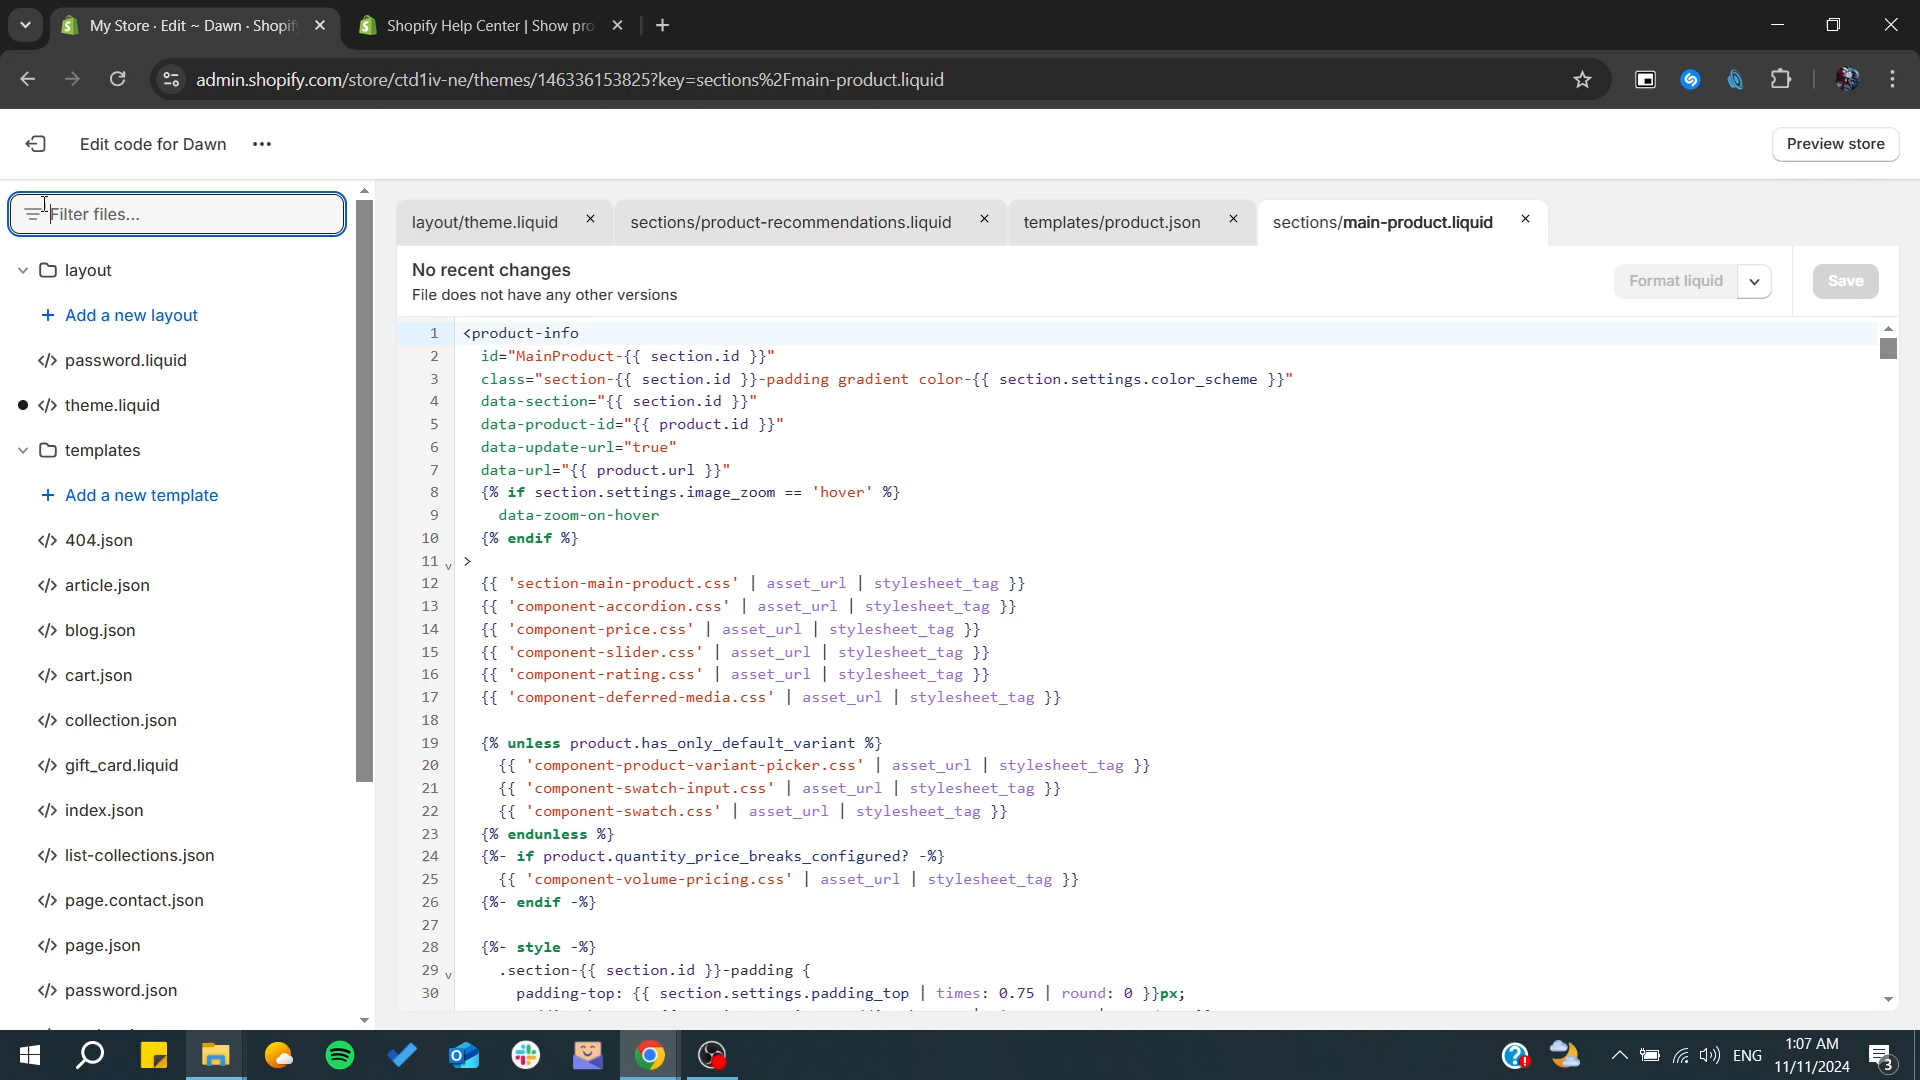 My Store · Edit ~ Dawn · Shopif
Shopify Help Center | Show pro
admin.shopify.com/store/ctd1iv-ne/themes/146336153825?key=sections%2Fmain-product.liquid
Edit code for Dawn
Preview store
Filter files...
layout
Add a new layout
password.liquid
theme.liquid
templates
Add a new template
404.json
article.json
blog.json
cart.json
collection.json
gift_card.liquid
index.json
list-collections.json
page.contact.json
page.json
password.json
layout/theme.liquid
sections/product-recommendations.liquid
templates/product.json
sections/main-product.liquid
No recent changes
File does not have any other versions
Format liquid
Save
1 <product-info
2 id="MainProduct-{{ section.id }}"
3 class="section-{{ section.id }}-padding gradient color-{{ section.settings.color_scheme }}"
4 data-section="{{ section.id }}"
5 data-product-id="{{ product.id }}"
6 data-update-url="true"
7 data-url="{{ product.url }}"
8 {% if section.settings.image_zoom == 'hover' %}
9 data-zoom-on-hover
10 {% endif %}
11 >
12 {{ 'section-main-product.css' | asset_url | stylesheet_tag }}
13 {{ 'component-accordion.css' | asset_url | stylesheet_tag }}
14 {{ 'component-price.css' | asset_url | stylesheet_tag }}
15 {{ 'component-slider.css' | asset_url | stylesheet_tag }}
16 {{ 'component-rating.css' | asset_url | stylesheet_tag }}
17 {{ 'component-deferred-media.css' | asset_url | stylesheet_tag }}
18
19 {% unless product.has_only_default_variant %}
20 {{ 'component-product-variant-picker.css' | asset_url | stylesheet_tag }}
21 {{ 'component-swatch-input.css' | asset_url | stylesheet_tag }}
22 {{ 'component-swatch.css' | asset_url | stylesheet_tag }}
23 {% endunless %}
24 {%- if product.quantity_price_breaks_configured? -%}
25 {{ 'component-volume-pricing.css' | asset_url | stylesheet_tag }}
26 {%- endif -%}
27
28 {%- style -%}
29 .section-{{ section.id }}-padding {
30 padding-top: {{ section.settings.padding_top | times: 0.75 | round: 0 }}px;
ENG
1:07 AM
11/11/2024
3